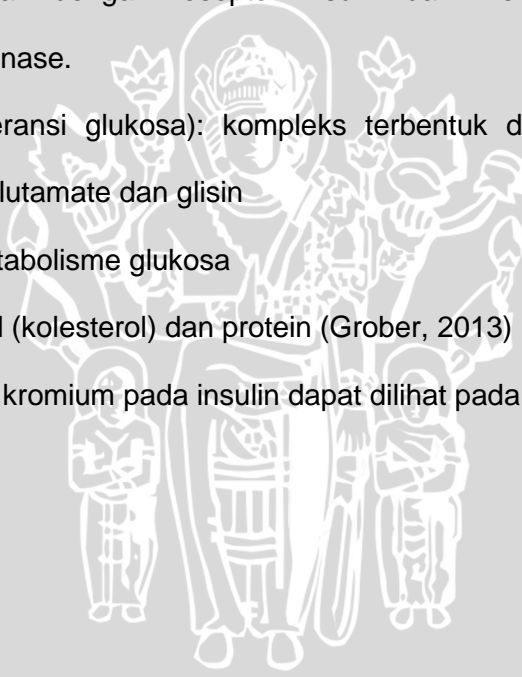 nase.
eransi glukosa): kompleks terbentuk d
lutamate dan glisin
tabolisme glukosa
l (kolesterol) dan protein (Grober, 2013)
kromium pada insulin dapat dilihat pada